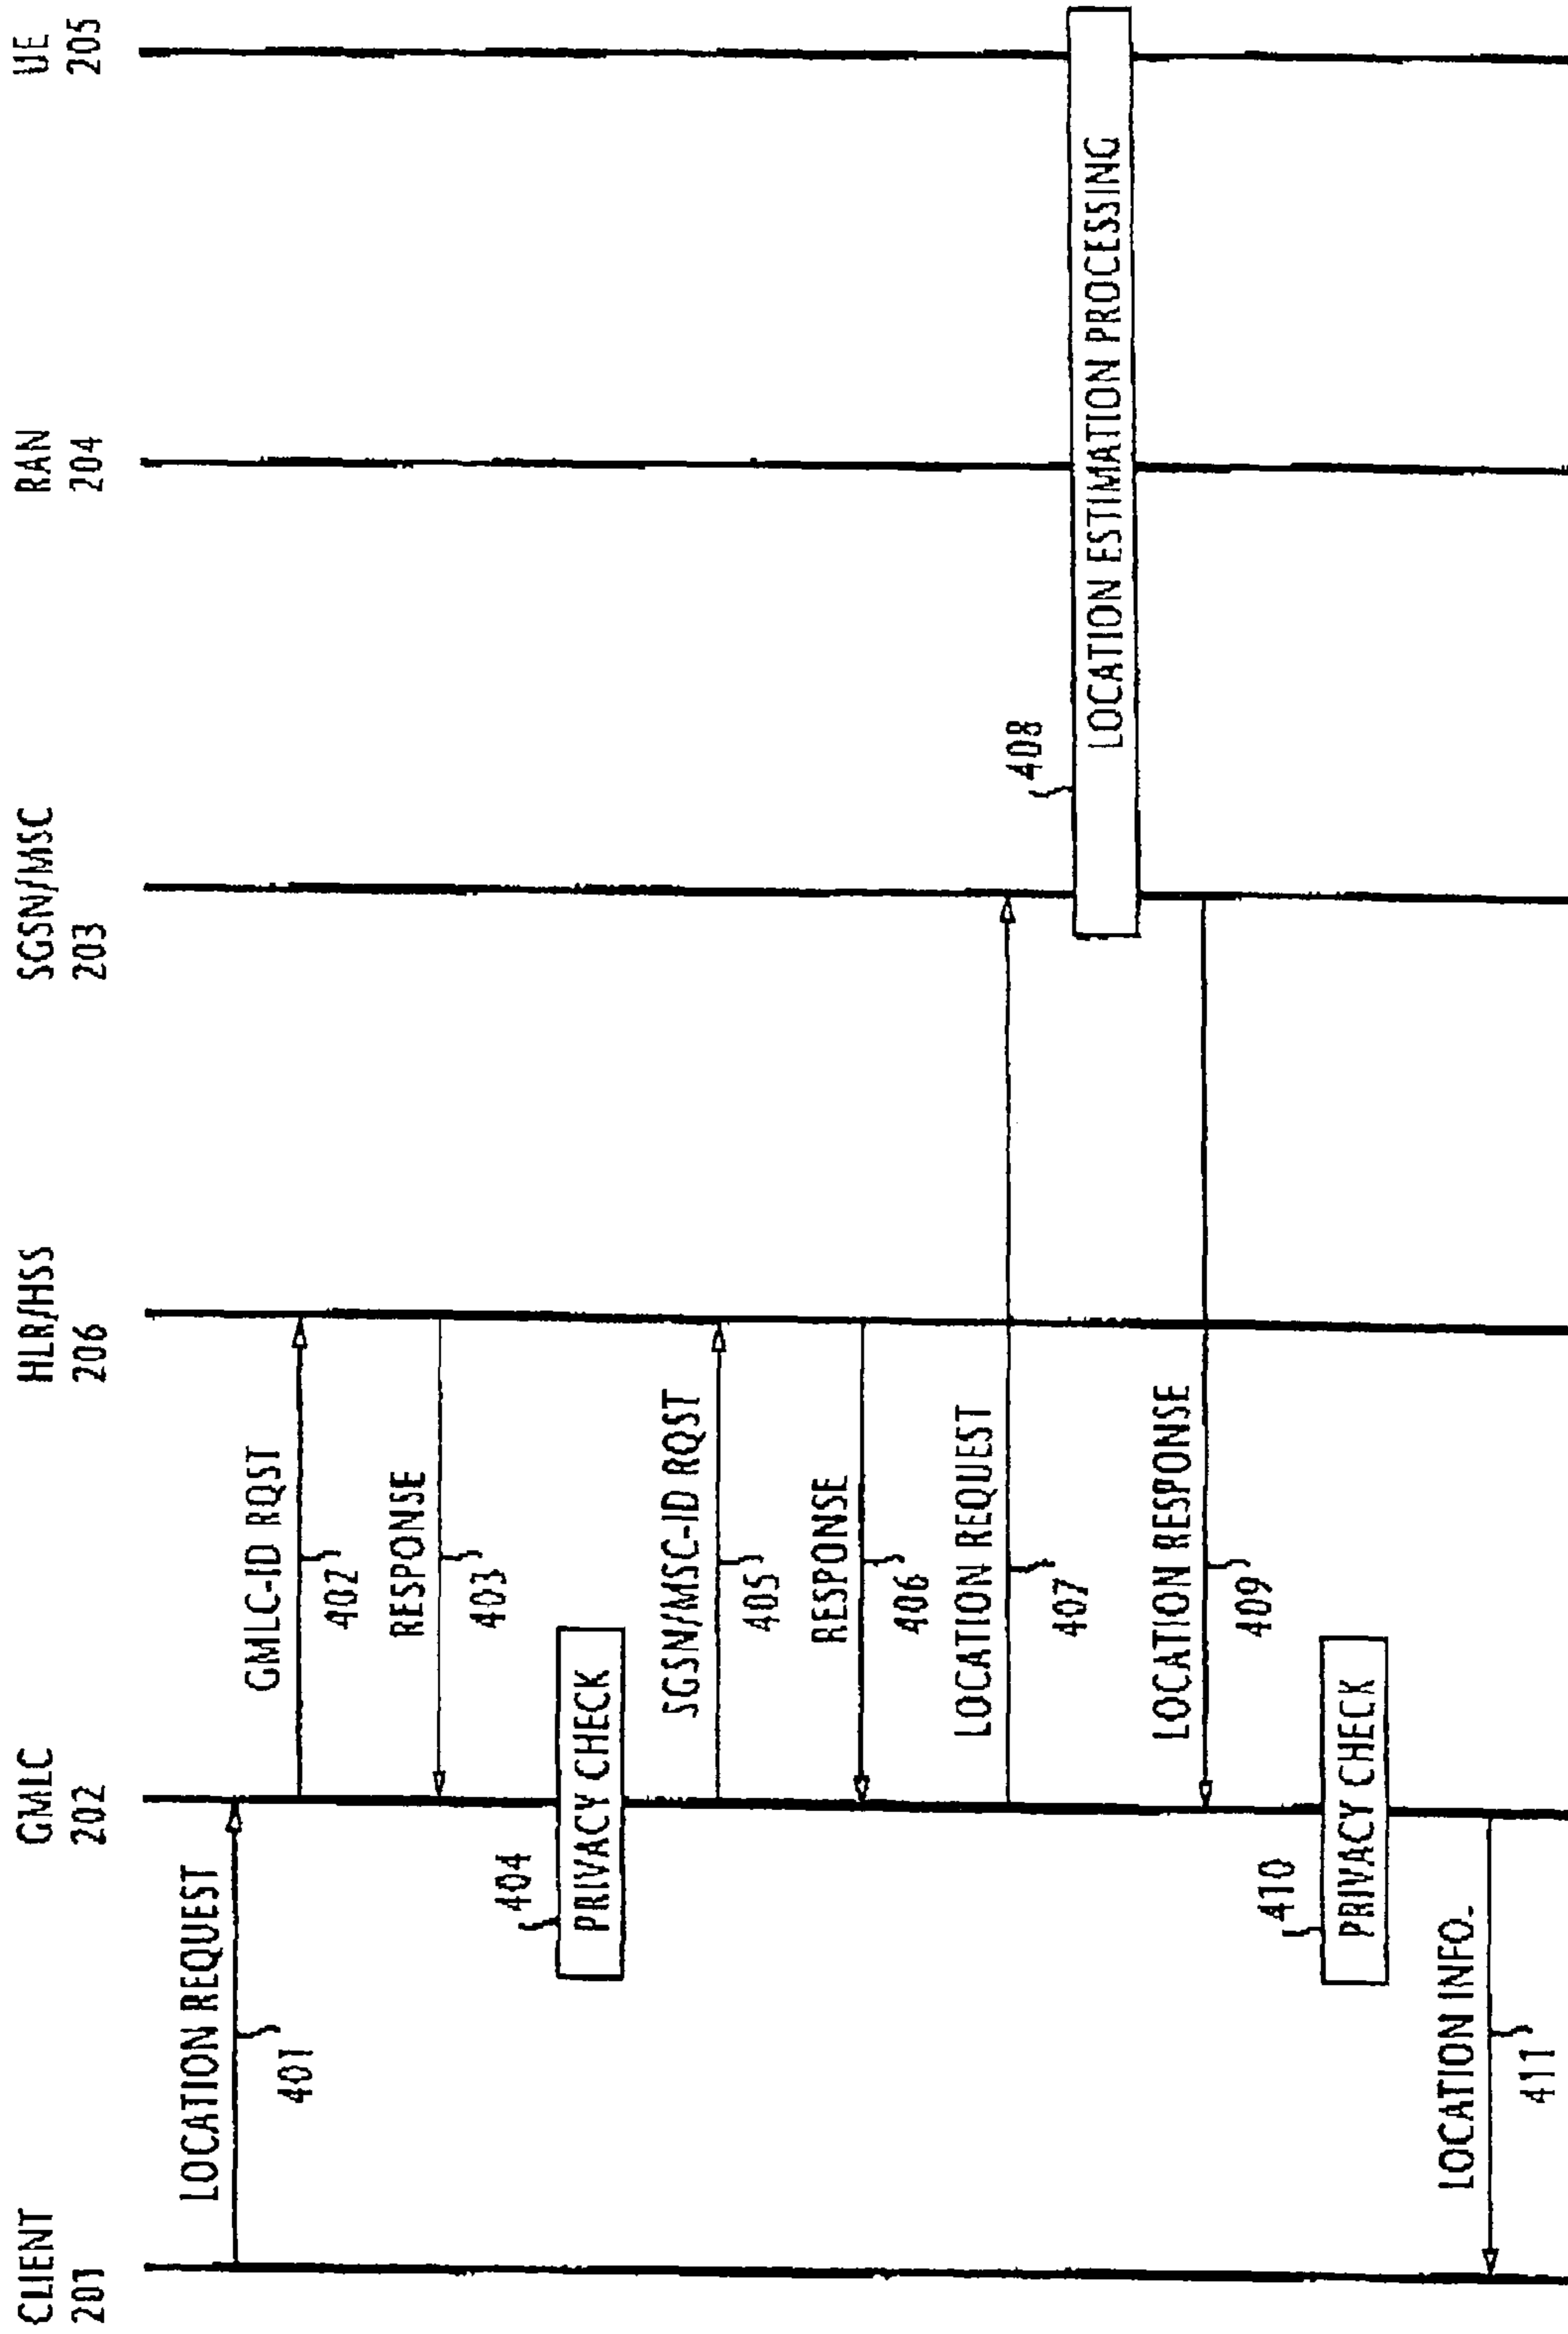 CLIENT
201
GMLC
202
HLR/HSS
206
SGSN/MSC
203
RAN
204
UE
205
LOCATION REQUEST
401
GMLC-ID RQST
402
RESPONSE
403
404
PRIVACY CHECK
SGSN/MSC-ID RQST
405
RESPONSE
406
LOCATION REQUEST
407
408
LOCATION ESTIMATION PROCESSING
LOCATION RESPONSE
409
410
PRIVACY CHECK
LOCATION INFO.
411